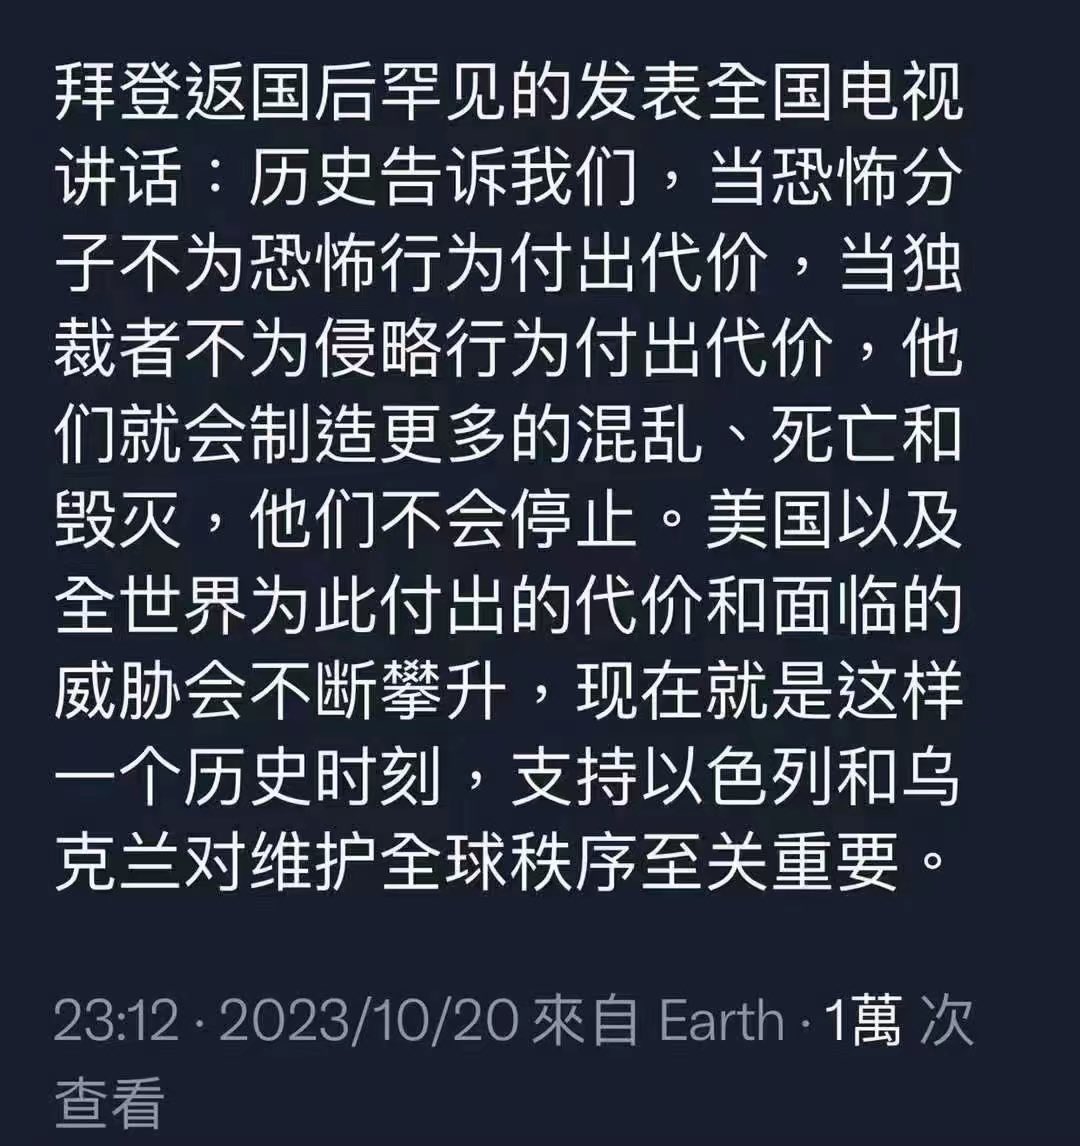 拜登返国后罕见的发表全国电视
讲话：历史告诉我们，当恐怖分
子不为恐怖行为付出代价，当独
裁者不为侵略行为付出代价，他
们就会制造更多的混乱、死亡和
毁灭，他们不会停止。美国以及
全世界为此付出的代价和面临的
威胁会不断攀升，现在就是这样
一个历史时刻，支持以色列和乌
克兰对维护全球秩序至关重要。
23:12 · 2023/10/20 來自 Earth · 1萬 次
查看